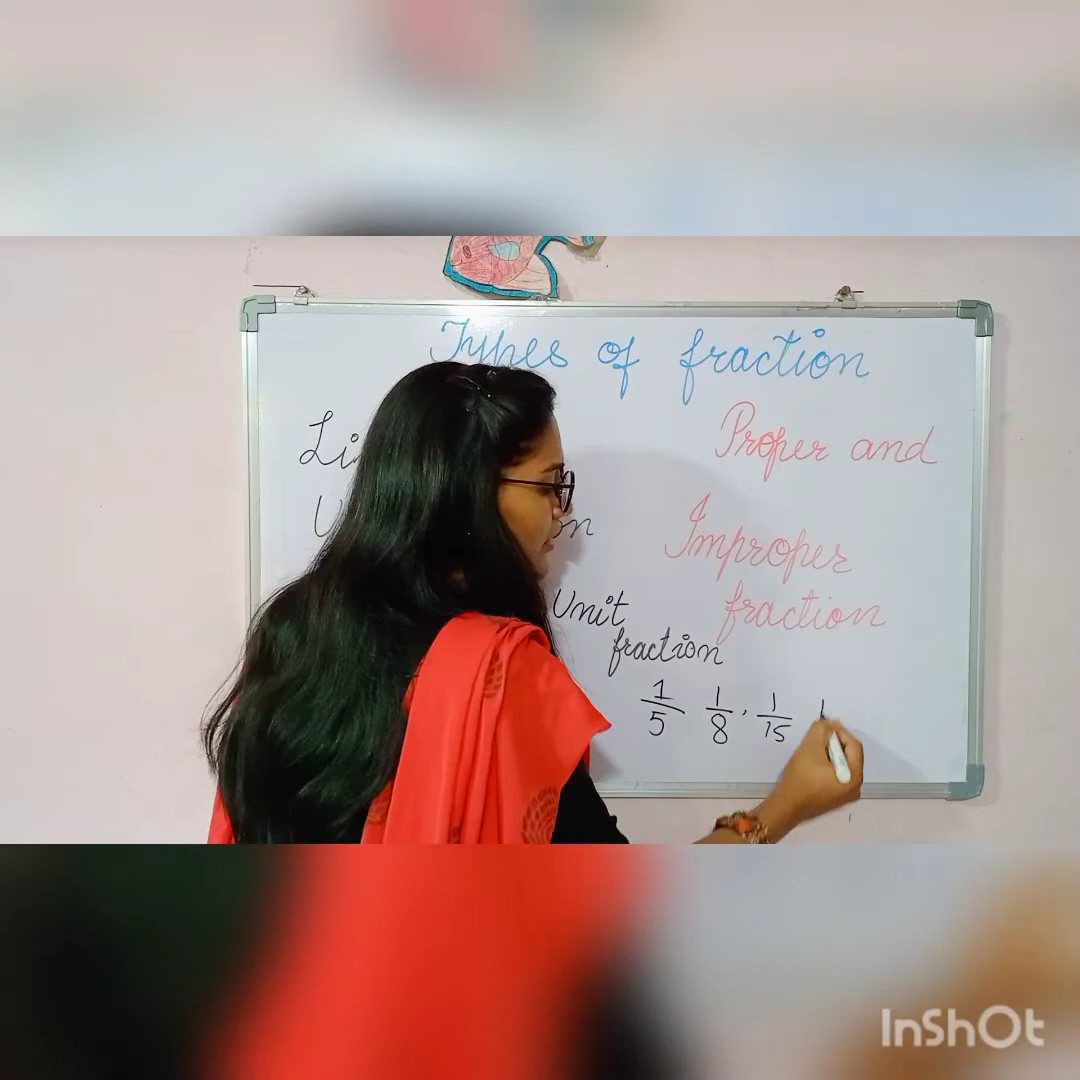 Types of fraction
Proper and
Improper
fraction
Unit
fraction
1/5 1/8, 1/15
InShOt